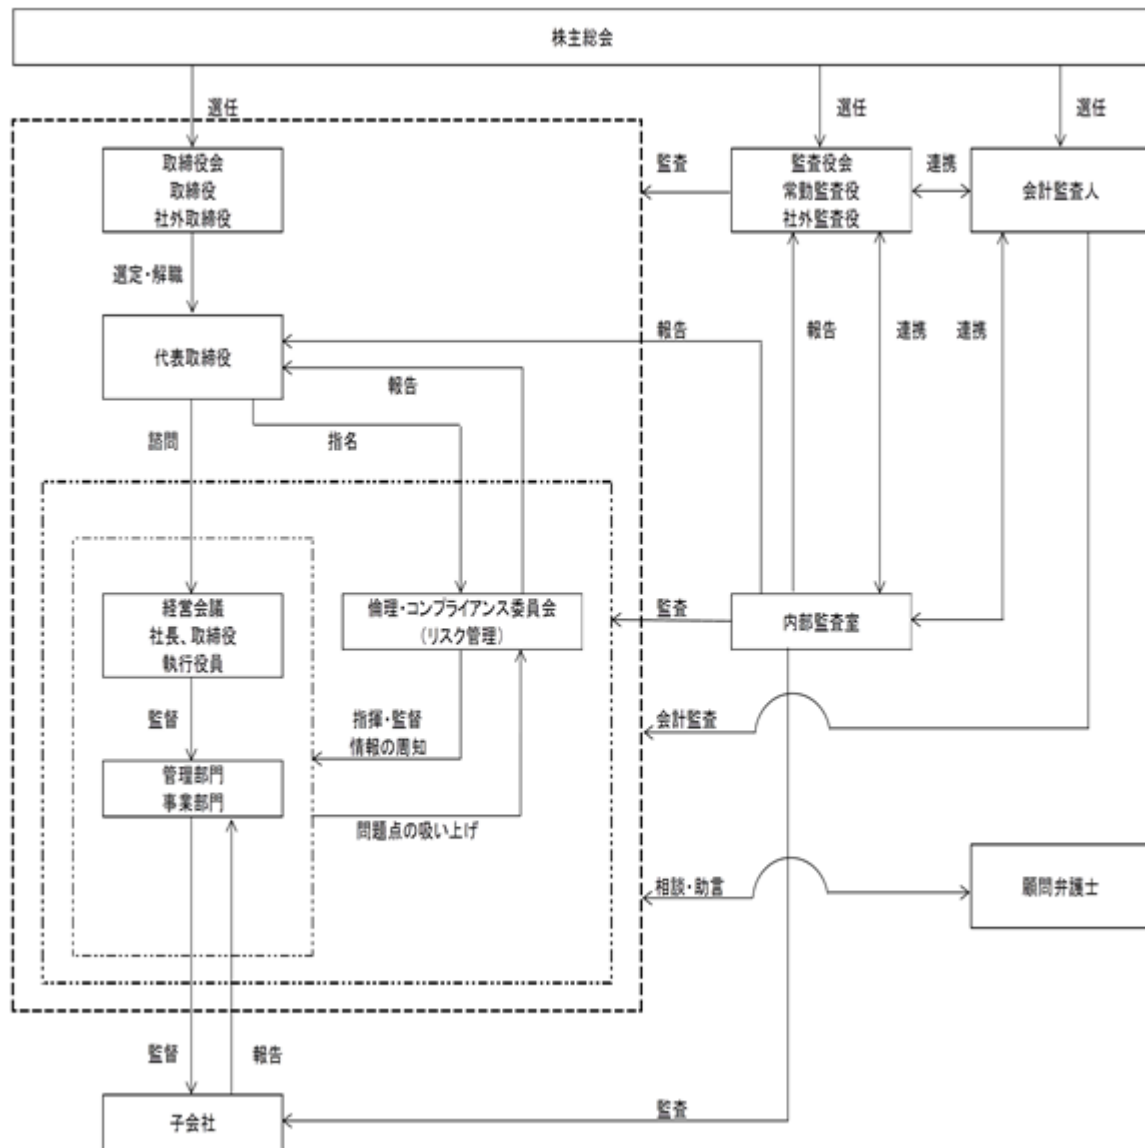 株主総会
選任
選任
選任
取締役会
取締役
社外取締役
監査
監査役会
常勤監査役
社外監査役
連携
会計監査人
選定・解職
代表取締役
報告
報告
連携
連携
報告
諮問
指名
経営会議
社長、取締役
執行役員
倫理・コンプライアンス委員会
(リスク管理)
監査
内部監査室
監督
指揮・監督
情報の周知
会計監査
管理部門
事業部門
問題点の吸い上げ
相談・助言
顧問弁護士
監督
報告
子会社
監査